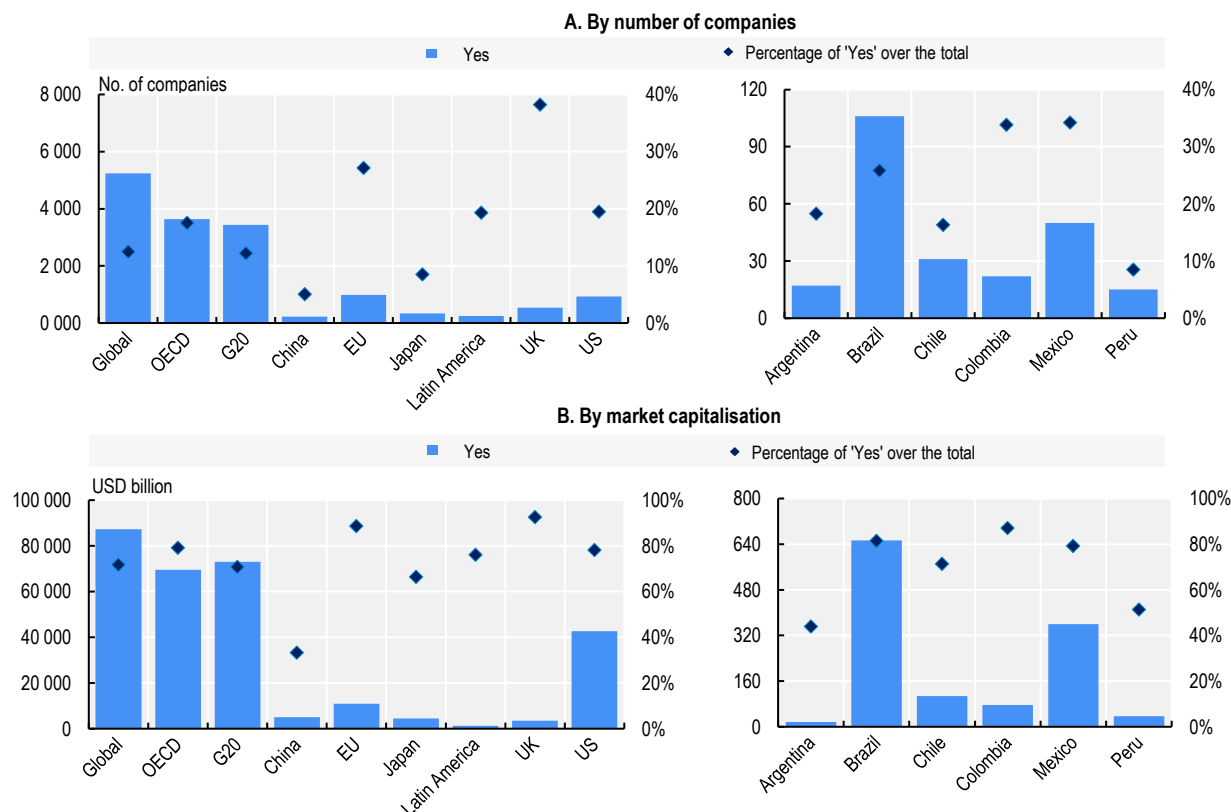 A. By number of companies
Yes
Percentage of 'Yes' over the total
No. of companies
8 000
6 000
4 000
2 000
0 000
40%
30%
20%
10%
0%
Global
OECD
G20
China
EU
Japan
Latin America
UK
US
120
90
60
30
0
40%
30%
20%
10%
0%
Argentina
Brazil
Chile
Colombia
Mexico
Peru
B. By market capitalisation
Yes
Percentage of 'Yes' over the total
USD billion
100 000
80 000
60 000
40 000
20 000
0
100%
80%
60%
40%
20%
0%
Global
OECD
G20
China
EU
Japan
Latin America
UK
US
800
640
480
320
160
0
100%
80%
60%
40%
20%
0%
Argentina
Brazil
Chile
Colombia
Mexico
Peru